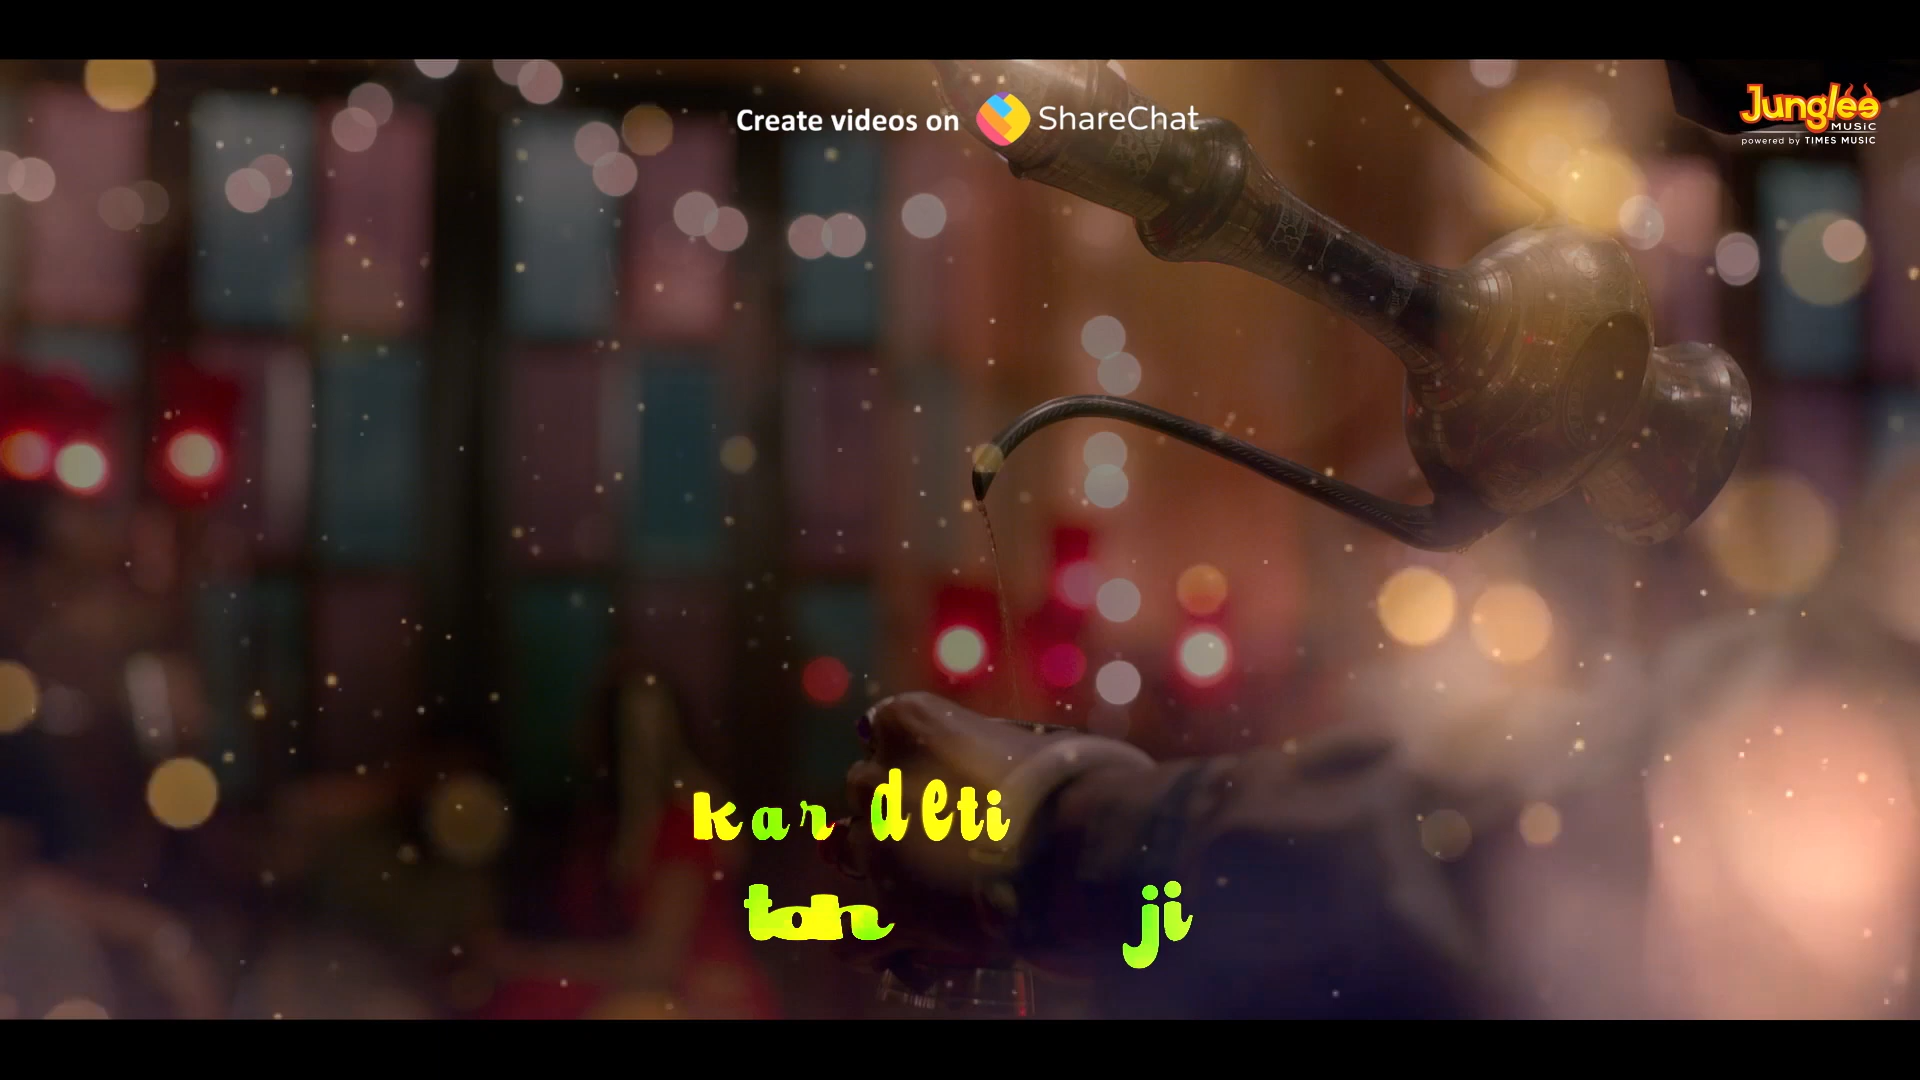 Create videos on ShareChat
Junglee
MUSIC
powered by TIMES MUSIC
kar deti
ton ji